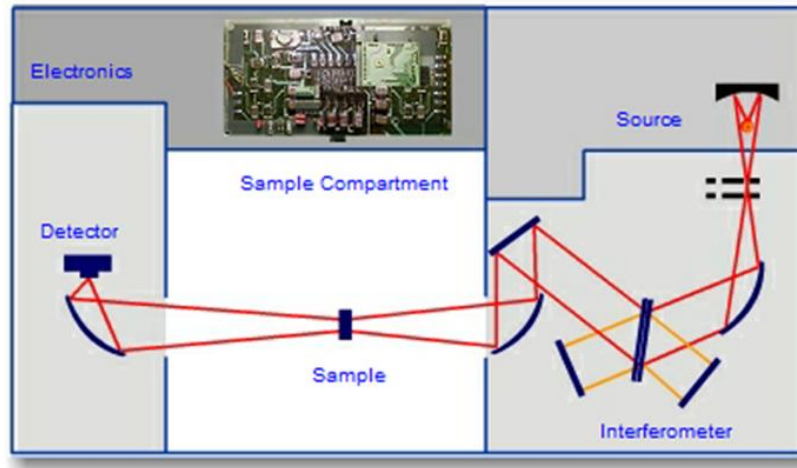 Electronics
Source
Sample Compartment
Detector
Sample
Interferometer